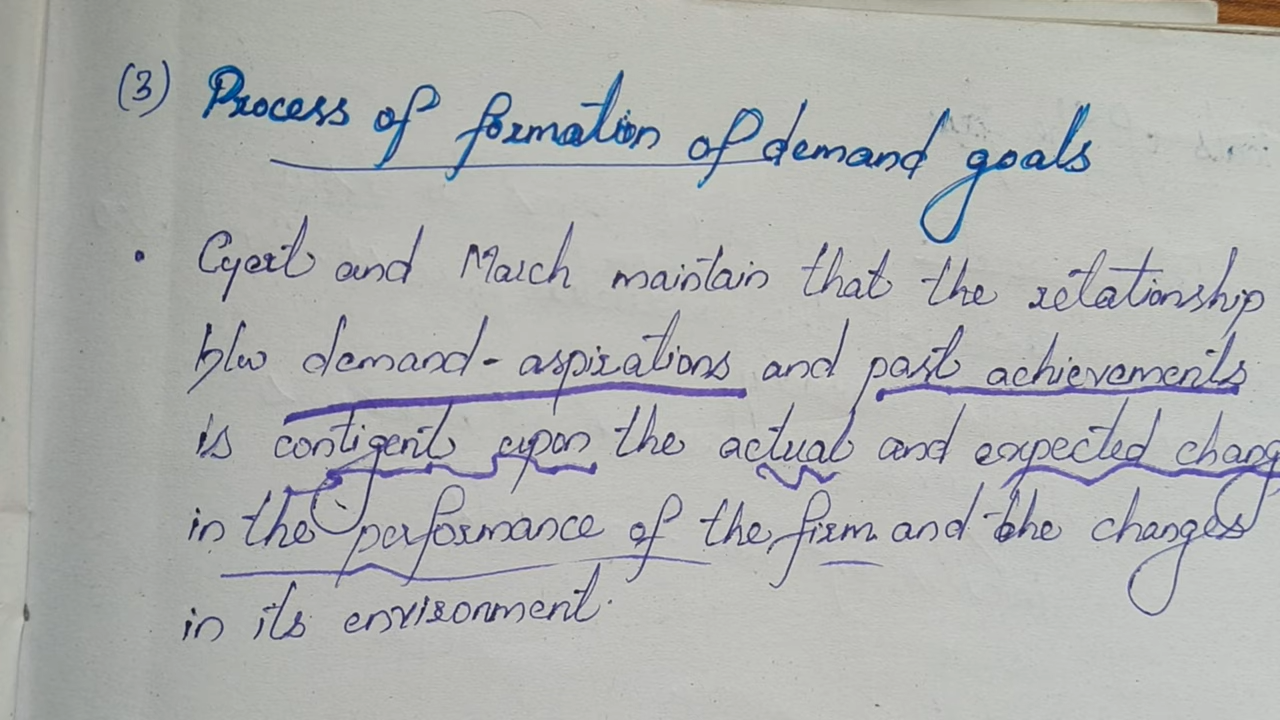 (3) Process of formation of demand goals
• Cyert and March maintain that the relationship
b/w demand-aspirations and past achievements
is contigent upon the actual and expected chang
in the performance of the firm and the changes
in its environment.